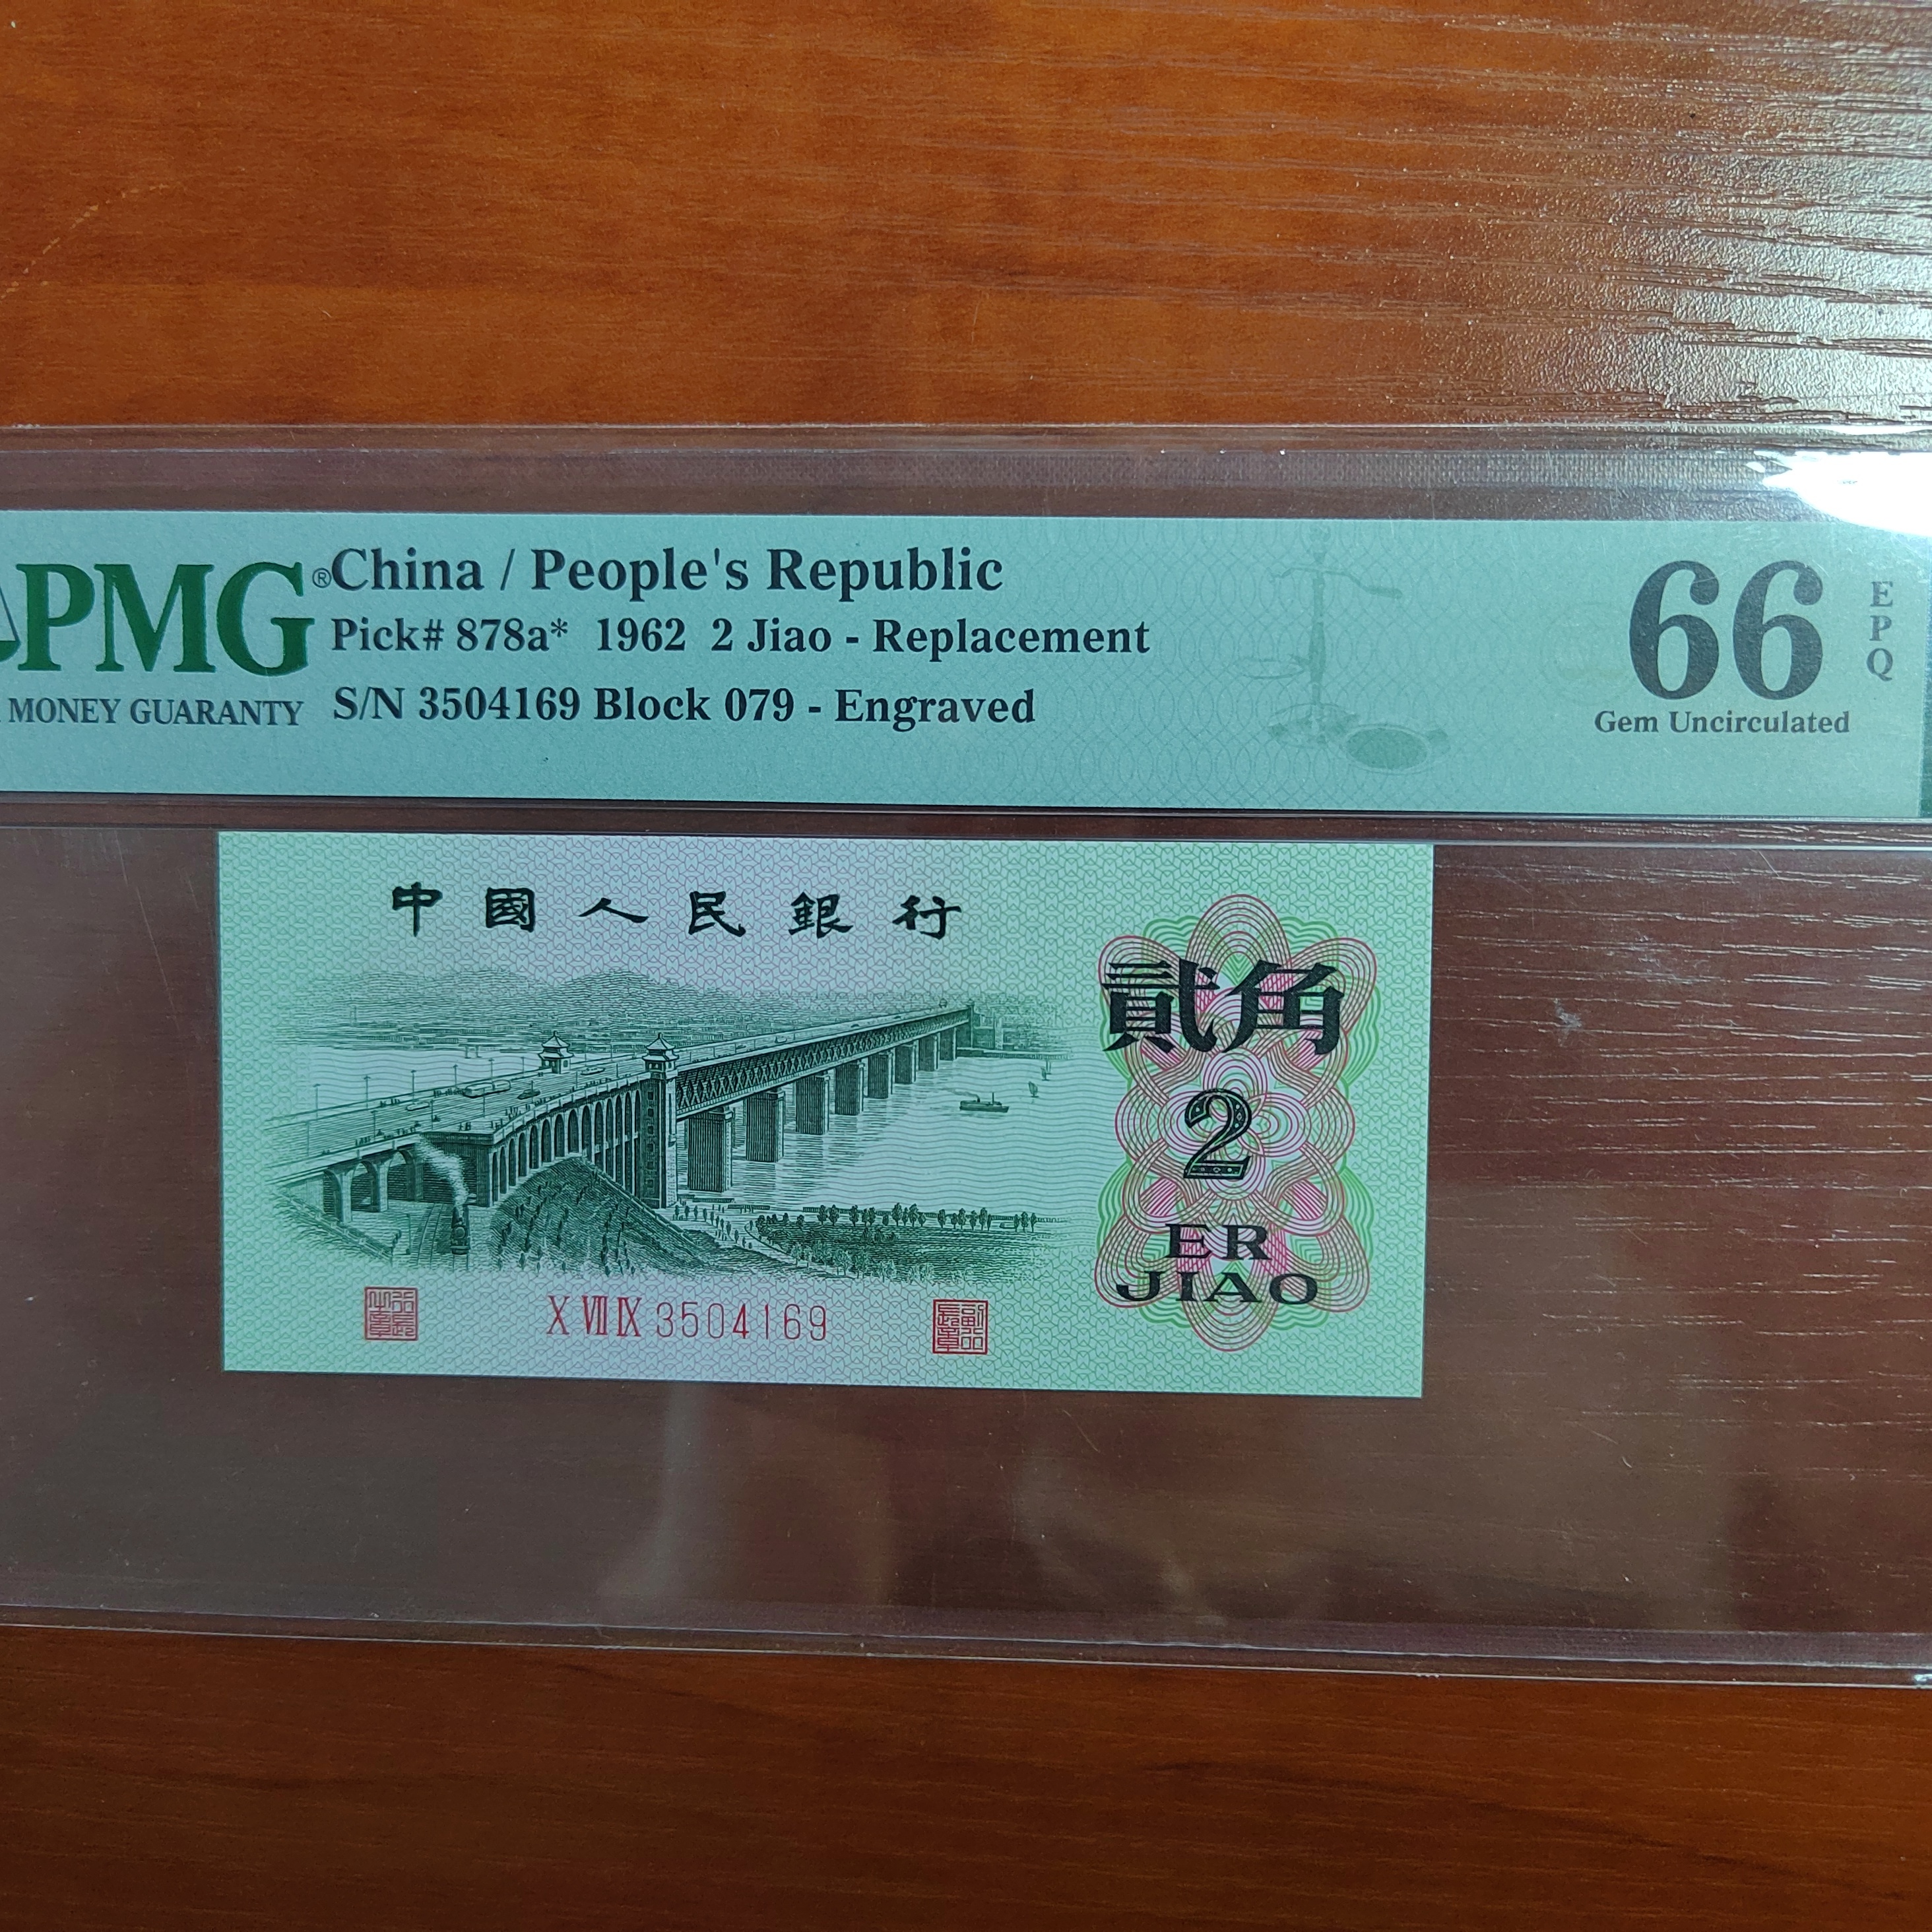 PMG®
MONEY GUARANTY
China / People's Republic
Pick# 878a* 1962 2 Jiao - Replacement
S/N 3504169 Block 079 - Engraved
66
EPQ
Gem Uncirculated
中國人民銀行
貳角
2
ER
JIAO
X VII IX 3504169